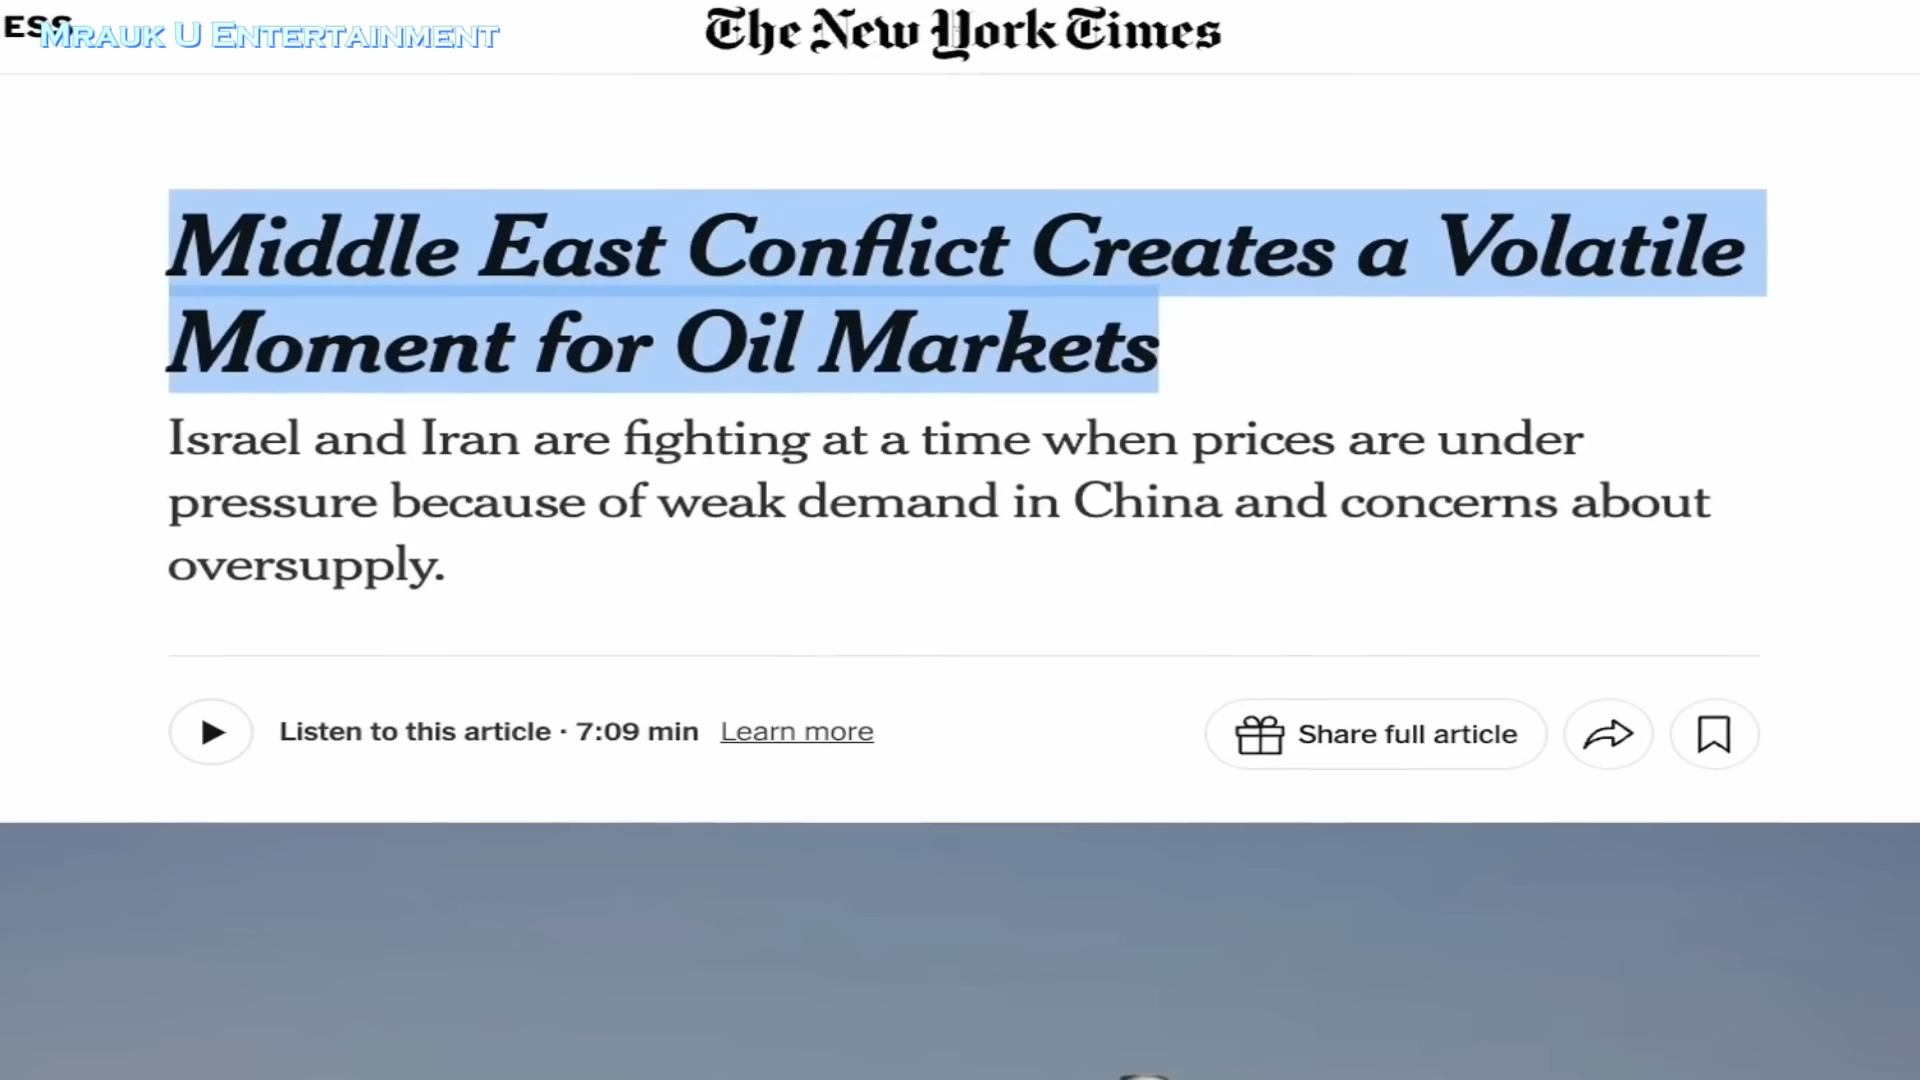 ESS
MRAUK U ENTERTAINMENT
The New York Times
Middle East Conflict Creates a Volatile
Moment for Oil Markets
Israel and Iran are fighting at a time when prices are under
pressure because of weak demand in China and concerns about
oversupply.
Listen to this article · 7:09 min Learn more
Share full article